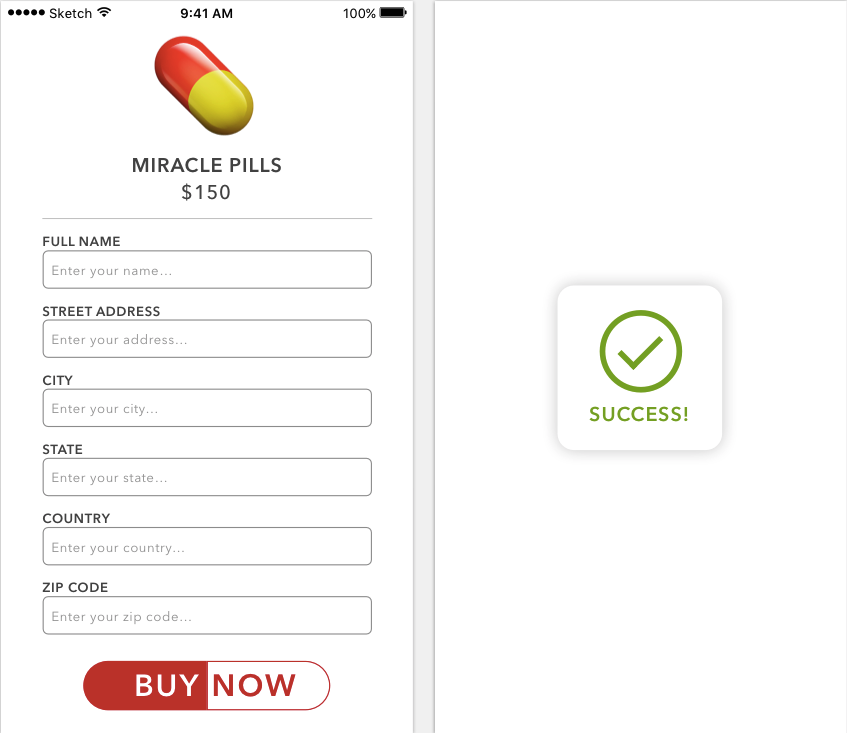 Sketch 9:41 AM 100%
MIRACLE PILLS
$150
FULL NAME
Enter your name...
STREET ADDRESS
Enter your address...
CITY
Enter your city...
STATE
Enter your state...
COUNTRY
Enter your country...
ZIP CODE
Enter your zip code...
BUY NOW
SUCCESS!